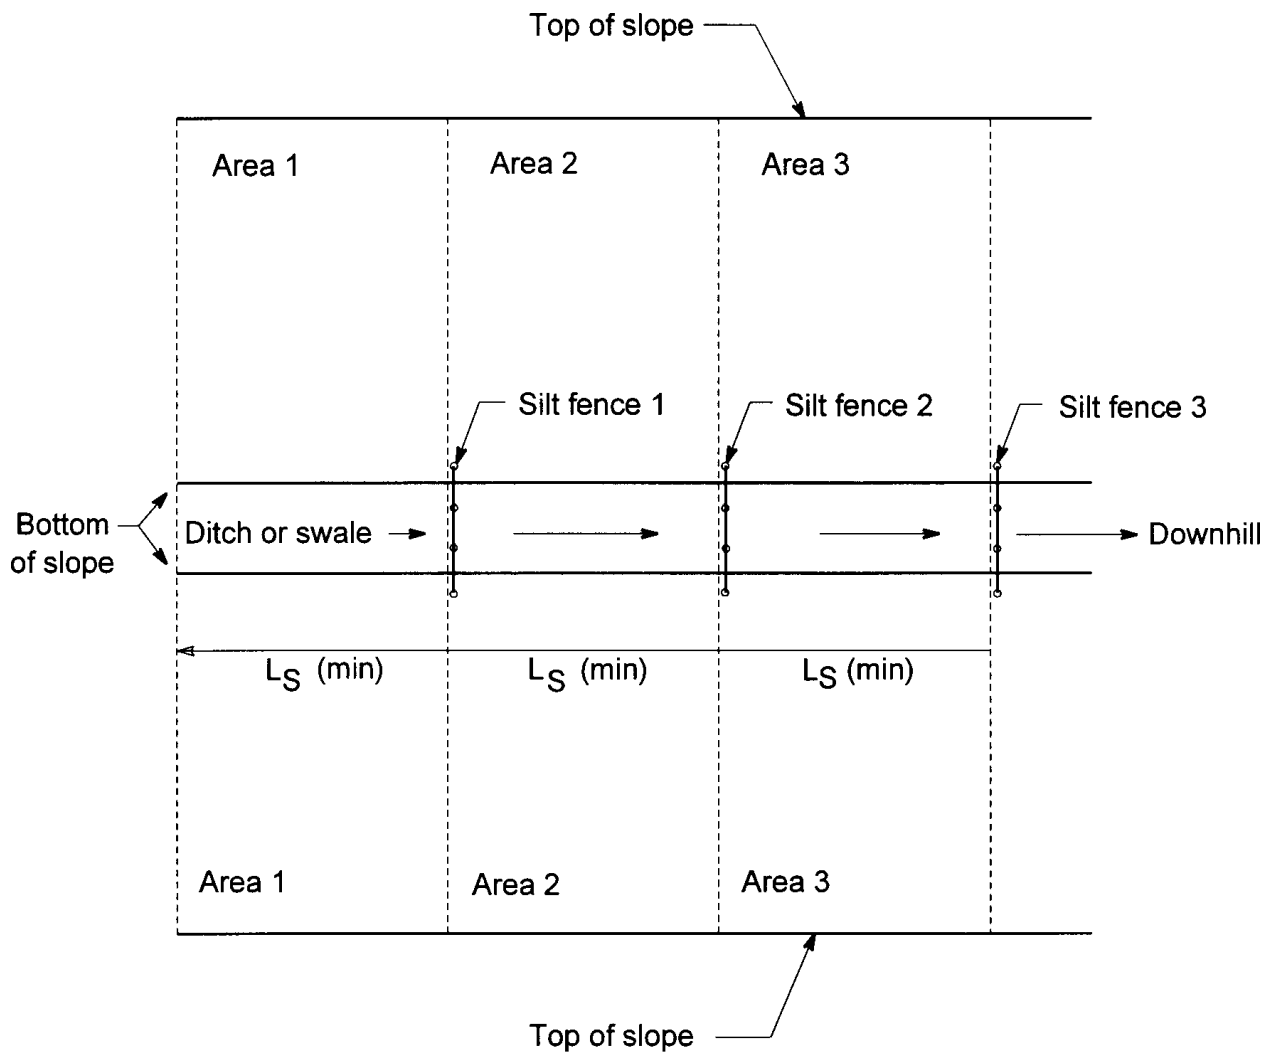 Top of slope
Area 1
Area 2
Area 3
Silt fence 1
Silt fence 2
Silt fence 3
Bottom
of slope
Ditch or swale
Downhill
LS (min)
LS (min)
LS (min)
Area 1
Area 2
Area 3
Top of slope